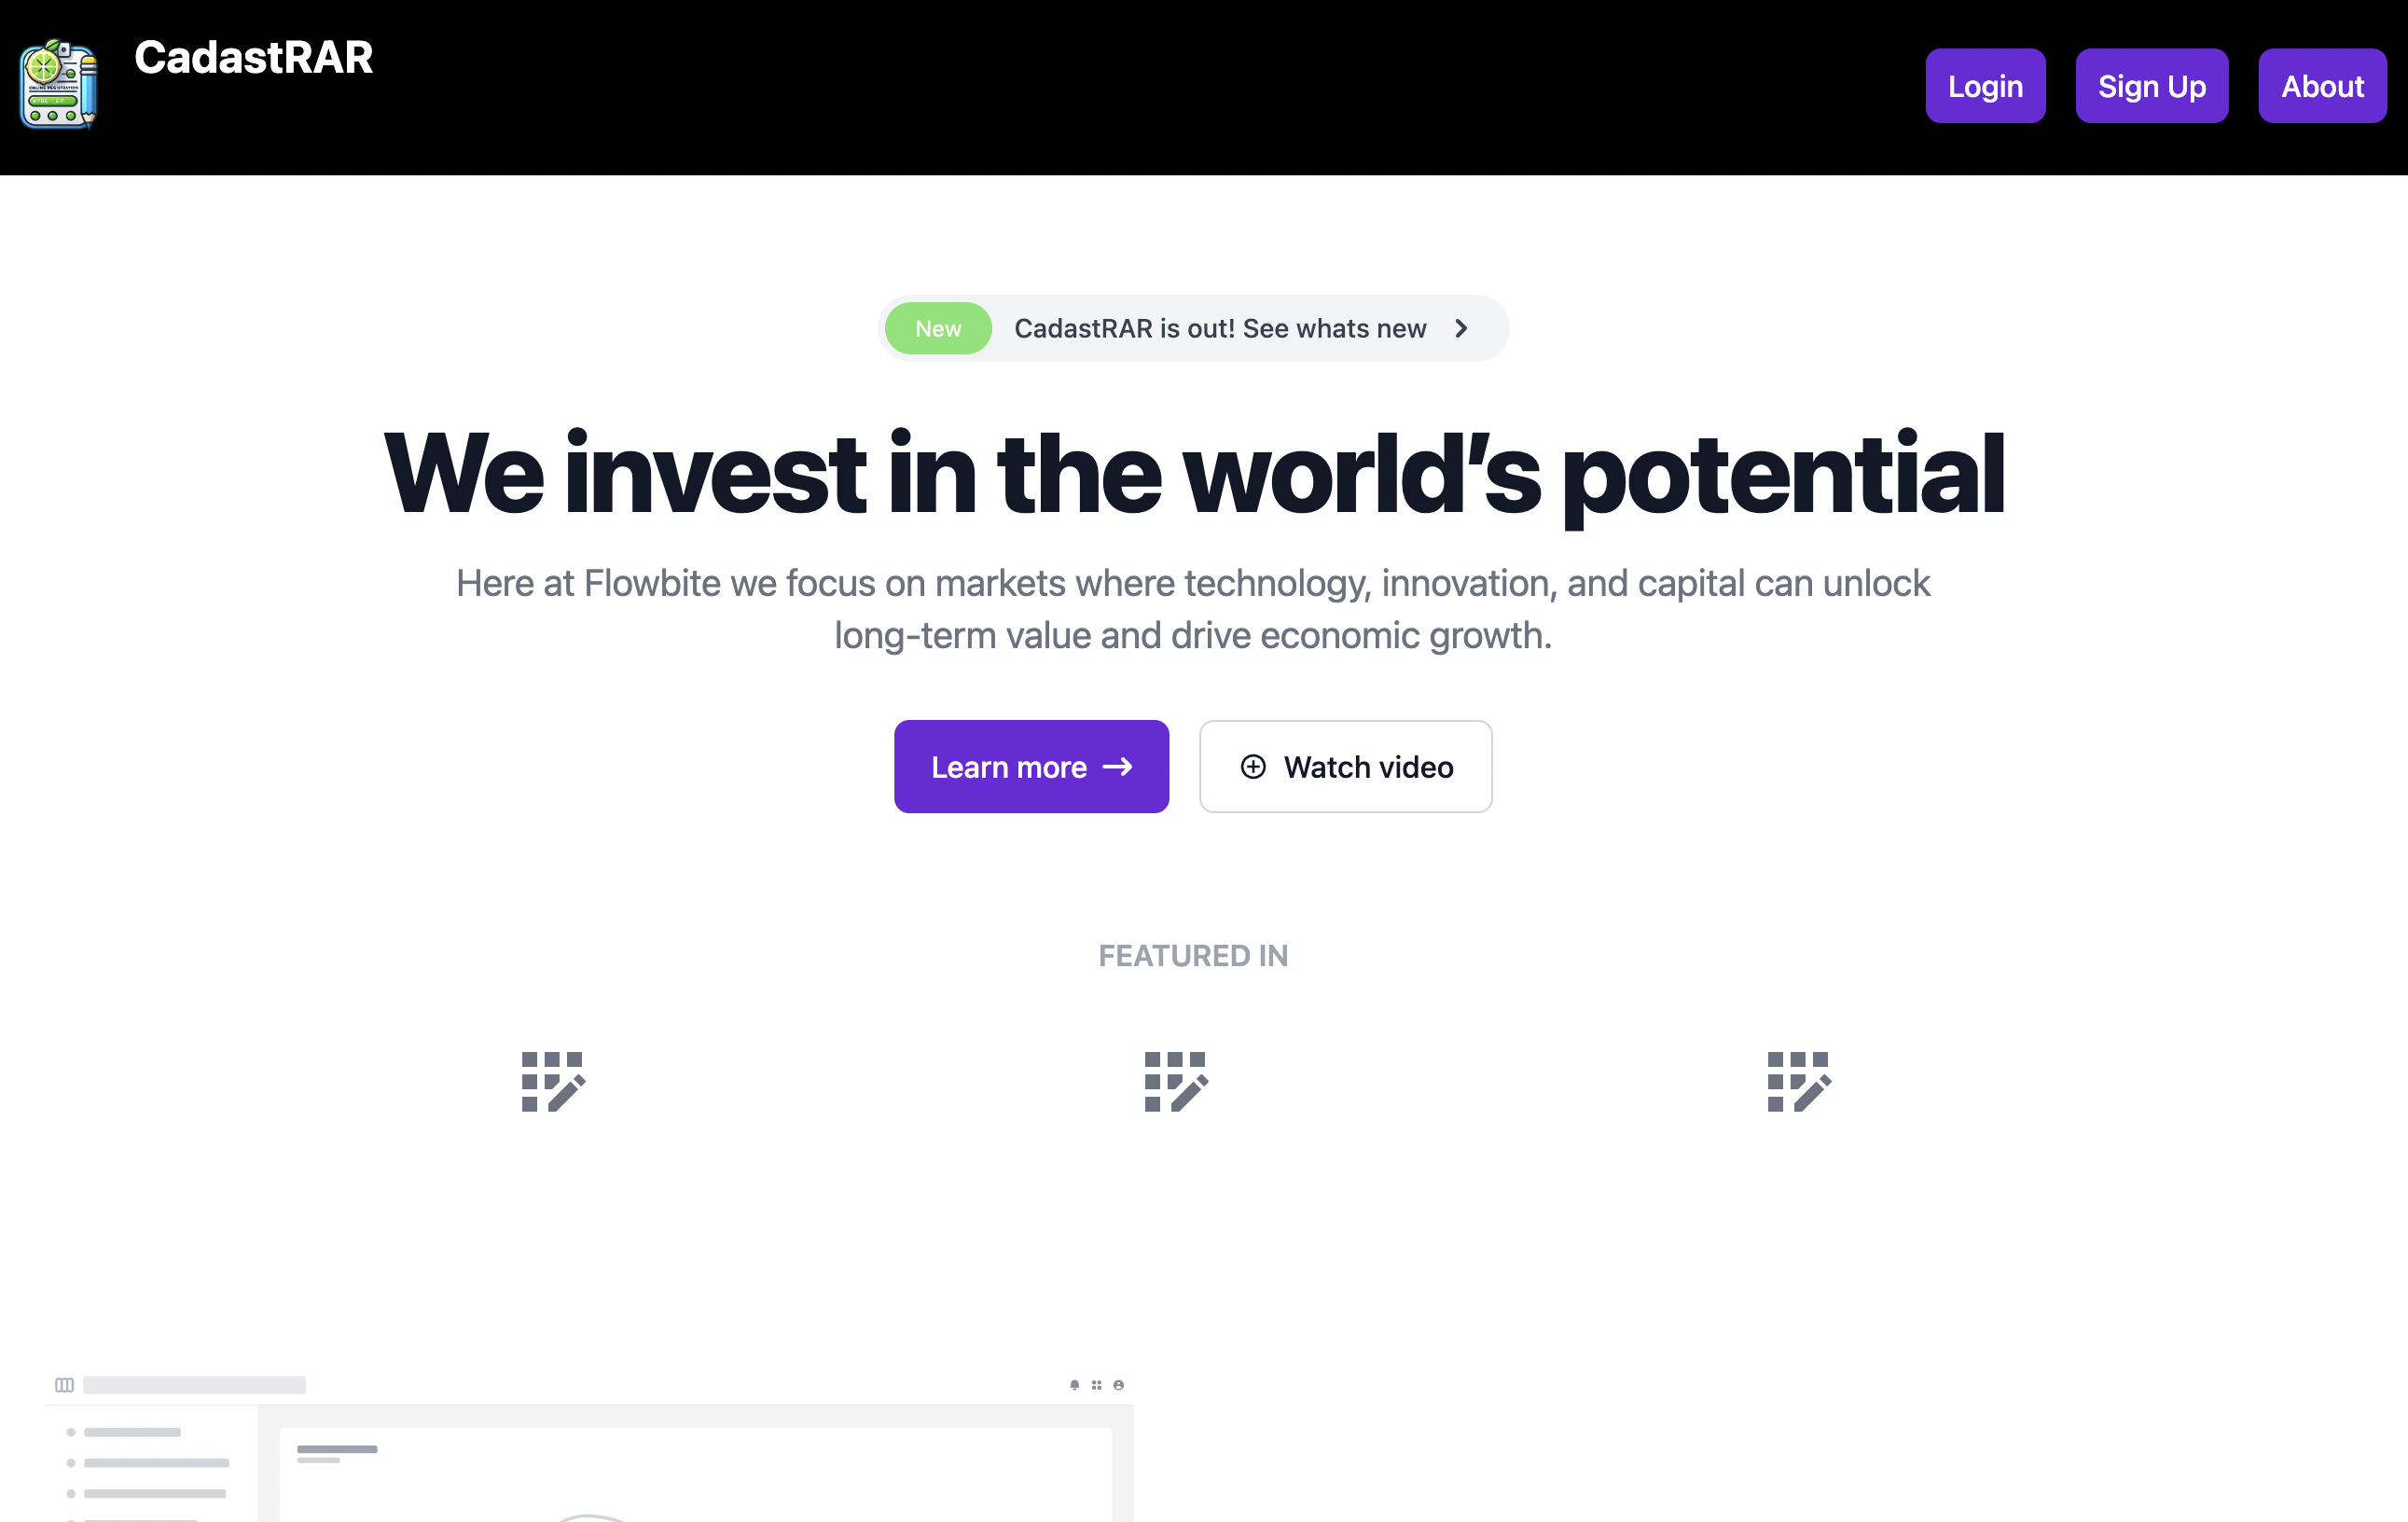 CadastRAR
Login
Sign Up
About
New
CadastRAR is out! See whats new
We invest in the world's potential
Here at Flowbite we focus on markets where technology, innovation, and capital can unlock
long-term value and drive economic growth.
Learn more
Watch video
FEATURED IN